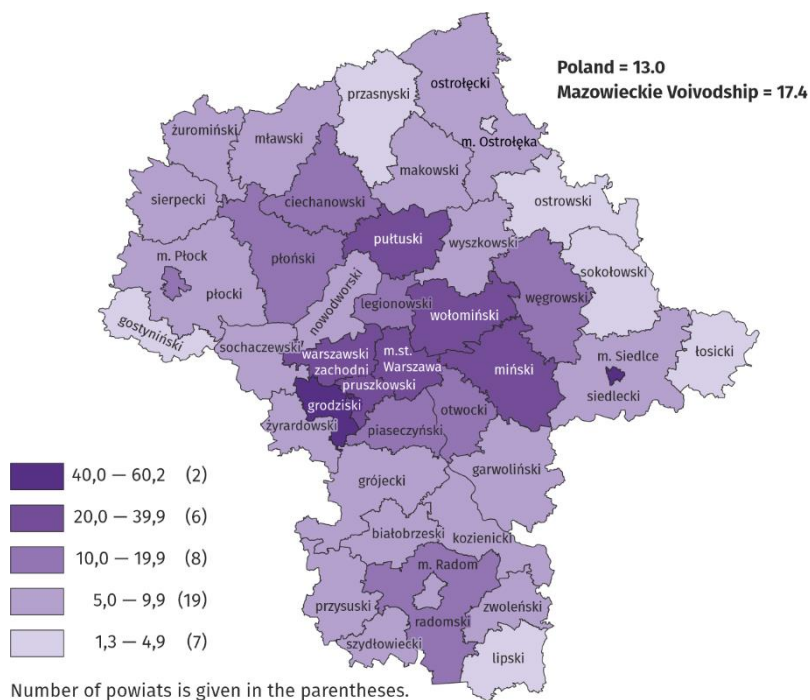 Poland = 13.0
Mazowieckie Voivodship = 17.4
ostrołęcki
przasnyski
żuromiński
mławski
m. Ostrołęka
makowski
sierpecki
ciechanowski
ostrowski
pułtuski
wyszkowski
m. Płock
płoński
sokołowski
płocki
nowodworski
legionowski
węgrowski
gostyniński
wołomiński
sochaczewski
warszawski
zachodni
m.st.
Warszawa
m. Siedlce
łosicki
miński
pruszkowski
siedlecki
grodziski
otwocki
żyrardowski
piaseczyński
garwoliński
grójecki
białobrzeski
kozienicki
m. Radom
przysuski
zwoleński
radomski
szydłowiecki
lipski
40,0 — 60,2 (2)
20,0 — 39,9 (6)
10,0 — 19,9 (8)
5,0 — 9,9 (19)
1,3 — 4,9 (7)
Number of powiats is given in the parentheses.